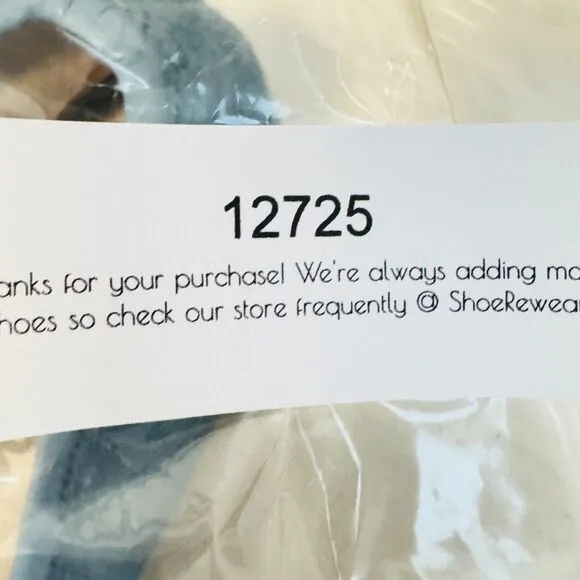 12725
anks for your purchase! We're always adding mo
hoes so check our store frequently @ ShoeRewear